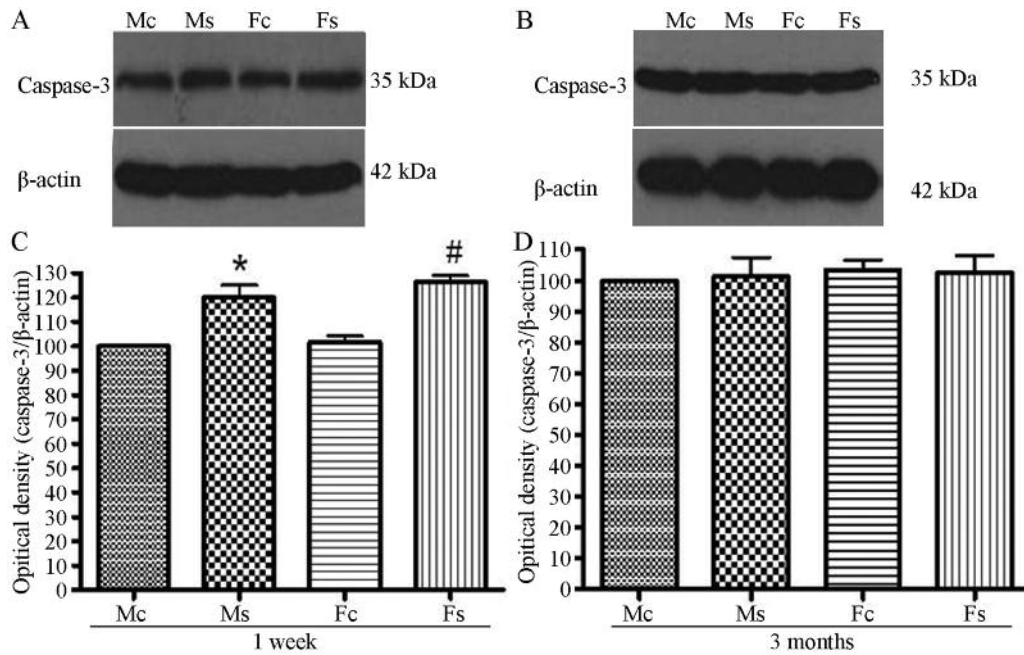 A
Mc Ms Fc Fs
Caspase-3
35 kDa
β-actin
42 kDa
B
Mc Ms Fc Fs
Caspase-3
35 kDa
β-actin
42 kDa
C
Opitical density (caspase-3/β-actin)
130
120
110
100
90
80
70
60
50
40
30
20
10
0
*
#
Mc Ms Fc Fs
1 week
D
Opitical density (caspase-3/β-actin)
110
100
90
80
70
60
50
40
30
20
10
0
Mc Ms Fc Fs
3 months